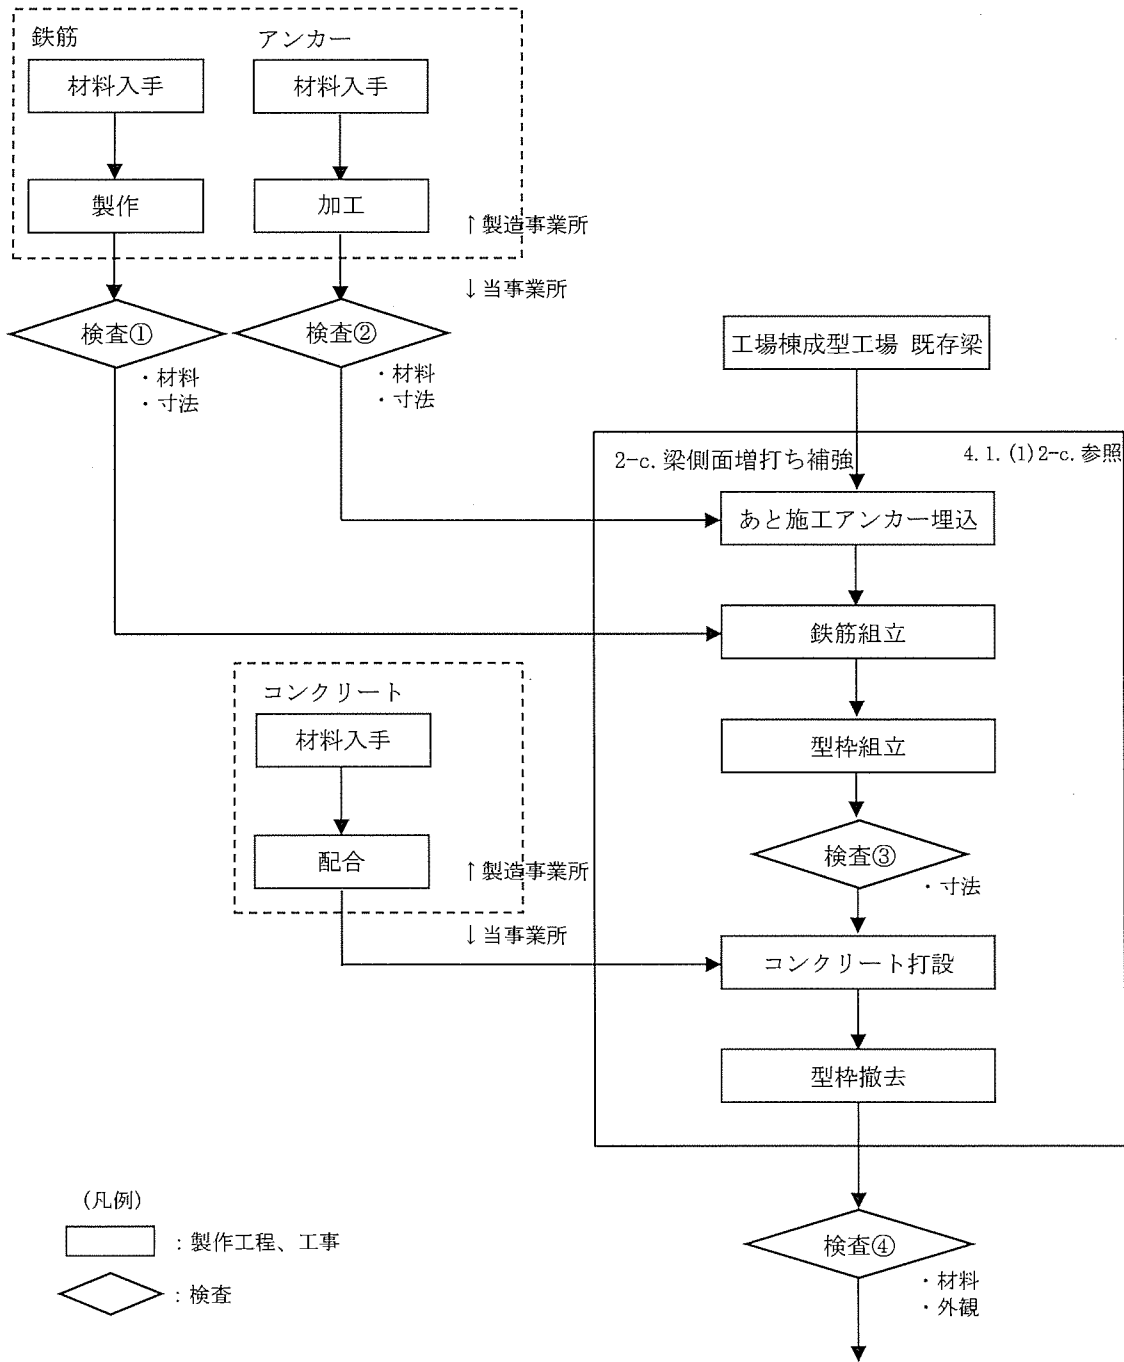 鉄筋
アンカー
材料入手
材料入手
製作
加工
↑製造事業所
↓当事業所
検査①
・材料
・寸法
検査②
・材料
・寸法
工場棟成型工場 既存梁
2-c.梁側面増打ち補強
4.1.(1)2-c.参照
あと施工アンカー埋込
鉄筋組立
コンクリート
材料入手
型枠組立
配合
↑製造事業所
↓当事業所
検査③
・寸法
コンクリート打設
型枠撤去
(凡例)
：製作工程、工事
：検査
検査④
・材料
・外観